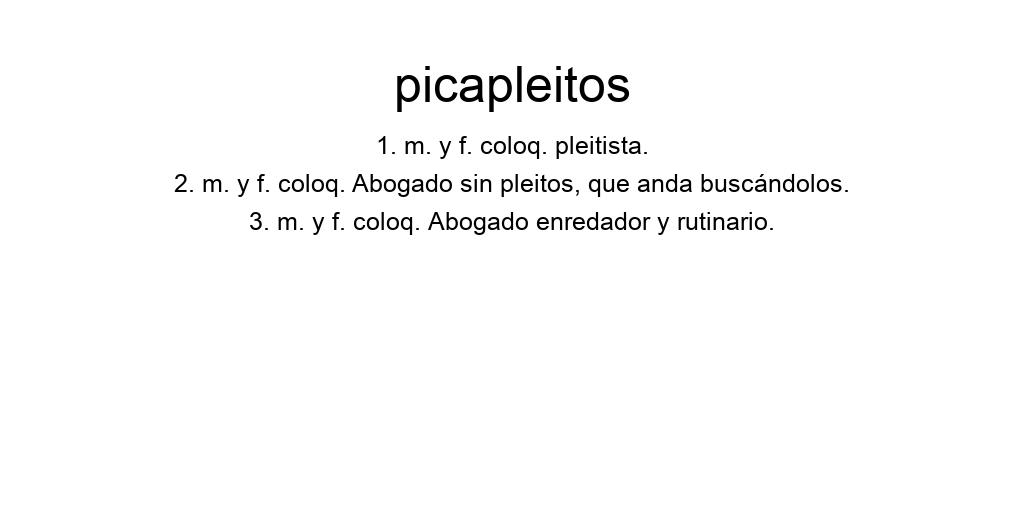 picapleitos
1. m. y f. coloq. pleitista.
2. m. y f. coloq. Abogado sin pleitos, que anda buscándolos.
3. m. y f. coloq. Abogado enredador y rutinario.